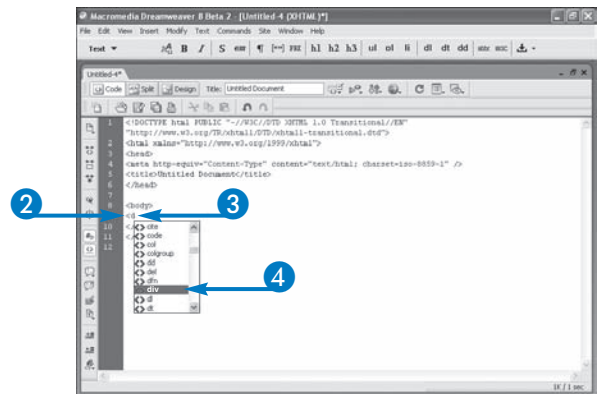 Macromedia Dreamweaver 8 Beta 2 - [Untitled-4 (XHTML)*]
File Edit View Insert Modify Text Commands Site Window Help
Text B I S em ¶ [""] PRE h1 h2 h3 ul ol li dl dt dd abbr W3C
Untitled-4*
Code Split Design Title: Untitled Document
1 <!DOCTYPE html PUBLIC "-//W3C//DTD XHTML 1.0 Transitional//EN"
"http://www.w3.org/TR/xhtml1/DTD/xhtml1-transitional.dtd">
2 <html xmlns="http://www.w3.org/1999/xhtml">
3 <head>
4 <meta http-equiv="Content-Type" content="text/html; charset=iso-8859-1" />
5 <title>Untitled Document</title>
6 </head>
7
8 <body>
2 <d 3
10 </
11 </
12
cite
code
col
colgroup
dd
del
dfn
div 4
dl
dt
1K / 1 sec